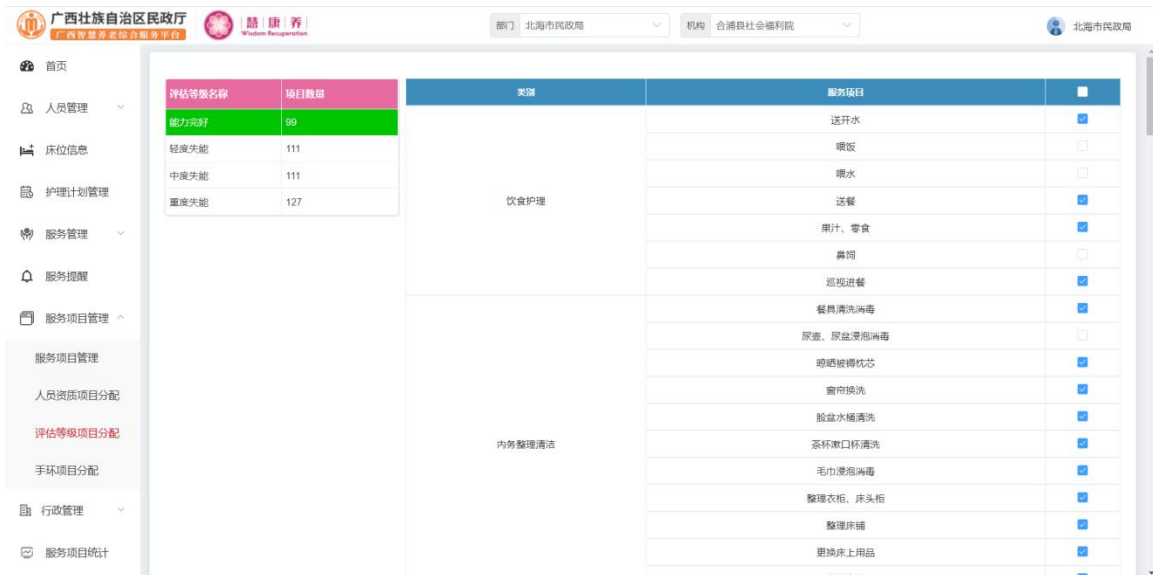 广西壮族自治区民政厅
广西智慧养老综合服务平台
慧 康 养
Wisdom Recuperation
部门 北海市民政局
机构 合浦县社会福利院
北海市民政局
首页
人员管理
床位信息
护理计划管理
服务管理
服务提醒
服务项目管理
服务项目管理
人员资质项目分配
评估等级项目分配
手环项目分配
行政管理
服务项目统计
评估等级名称 项目数量
能力完好 99
轻度失能 111
中度失能 111
重度失能 127
类别 服务项目
饮食护理
送开水
喂饭
喂水
送餐
果汁、零食
鼻饲
巡视进餐
内务整理清洁
餐具清洗消毒
尿壶、尿盆浸泡消毒
晾晒被褥枕芯
窗帘换洗
脸盆水桶清洗
茶杯漱口杯清洗
毛巾浸泡消毒
整理衣柜、床头柜
整理床铺
更换床上用品